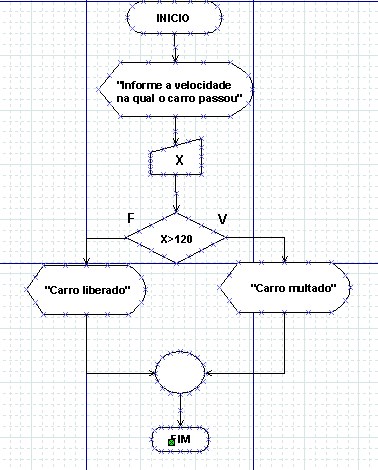 INICIO
"Informe a velocidade
na qual o carro passou"
X
F
V
X>120
"Carro liberado"
"Carro multado"
FIM